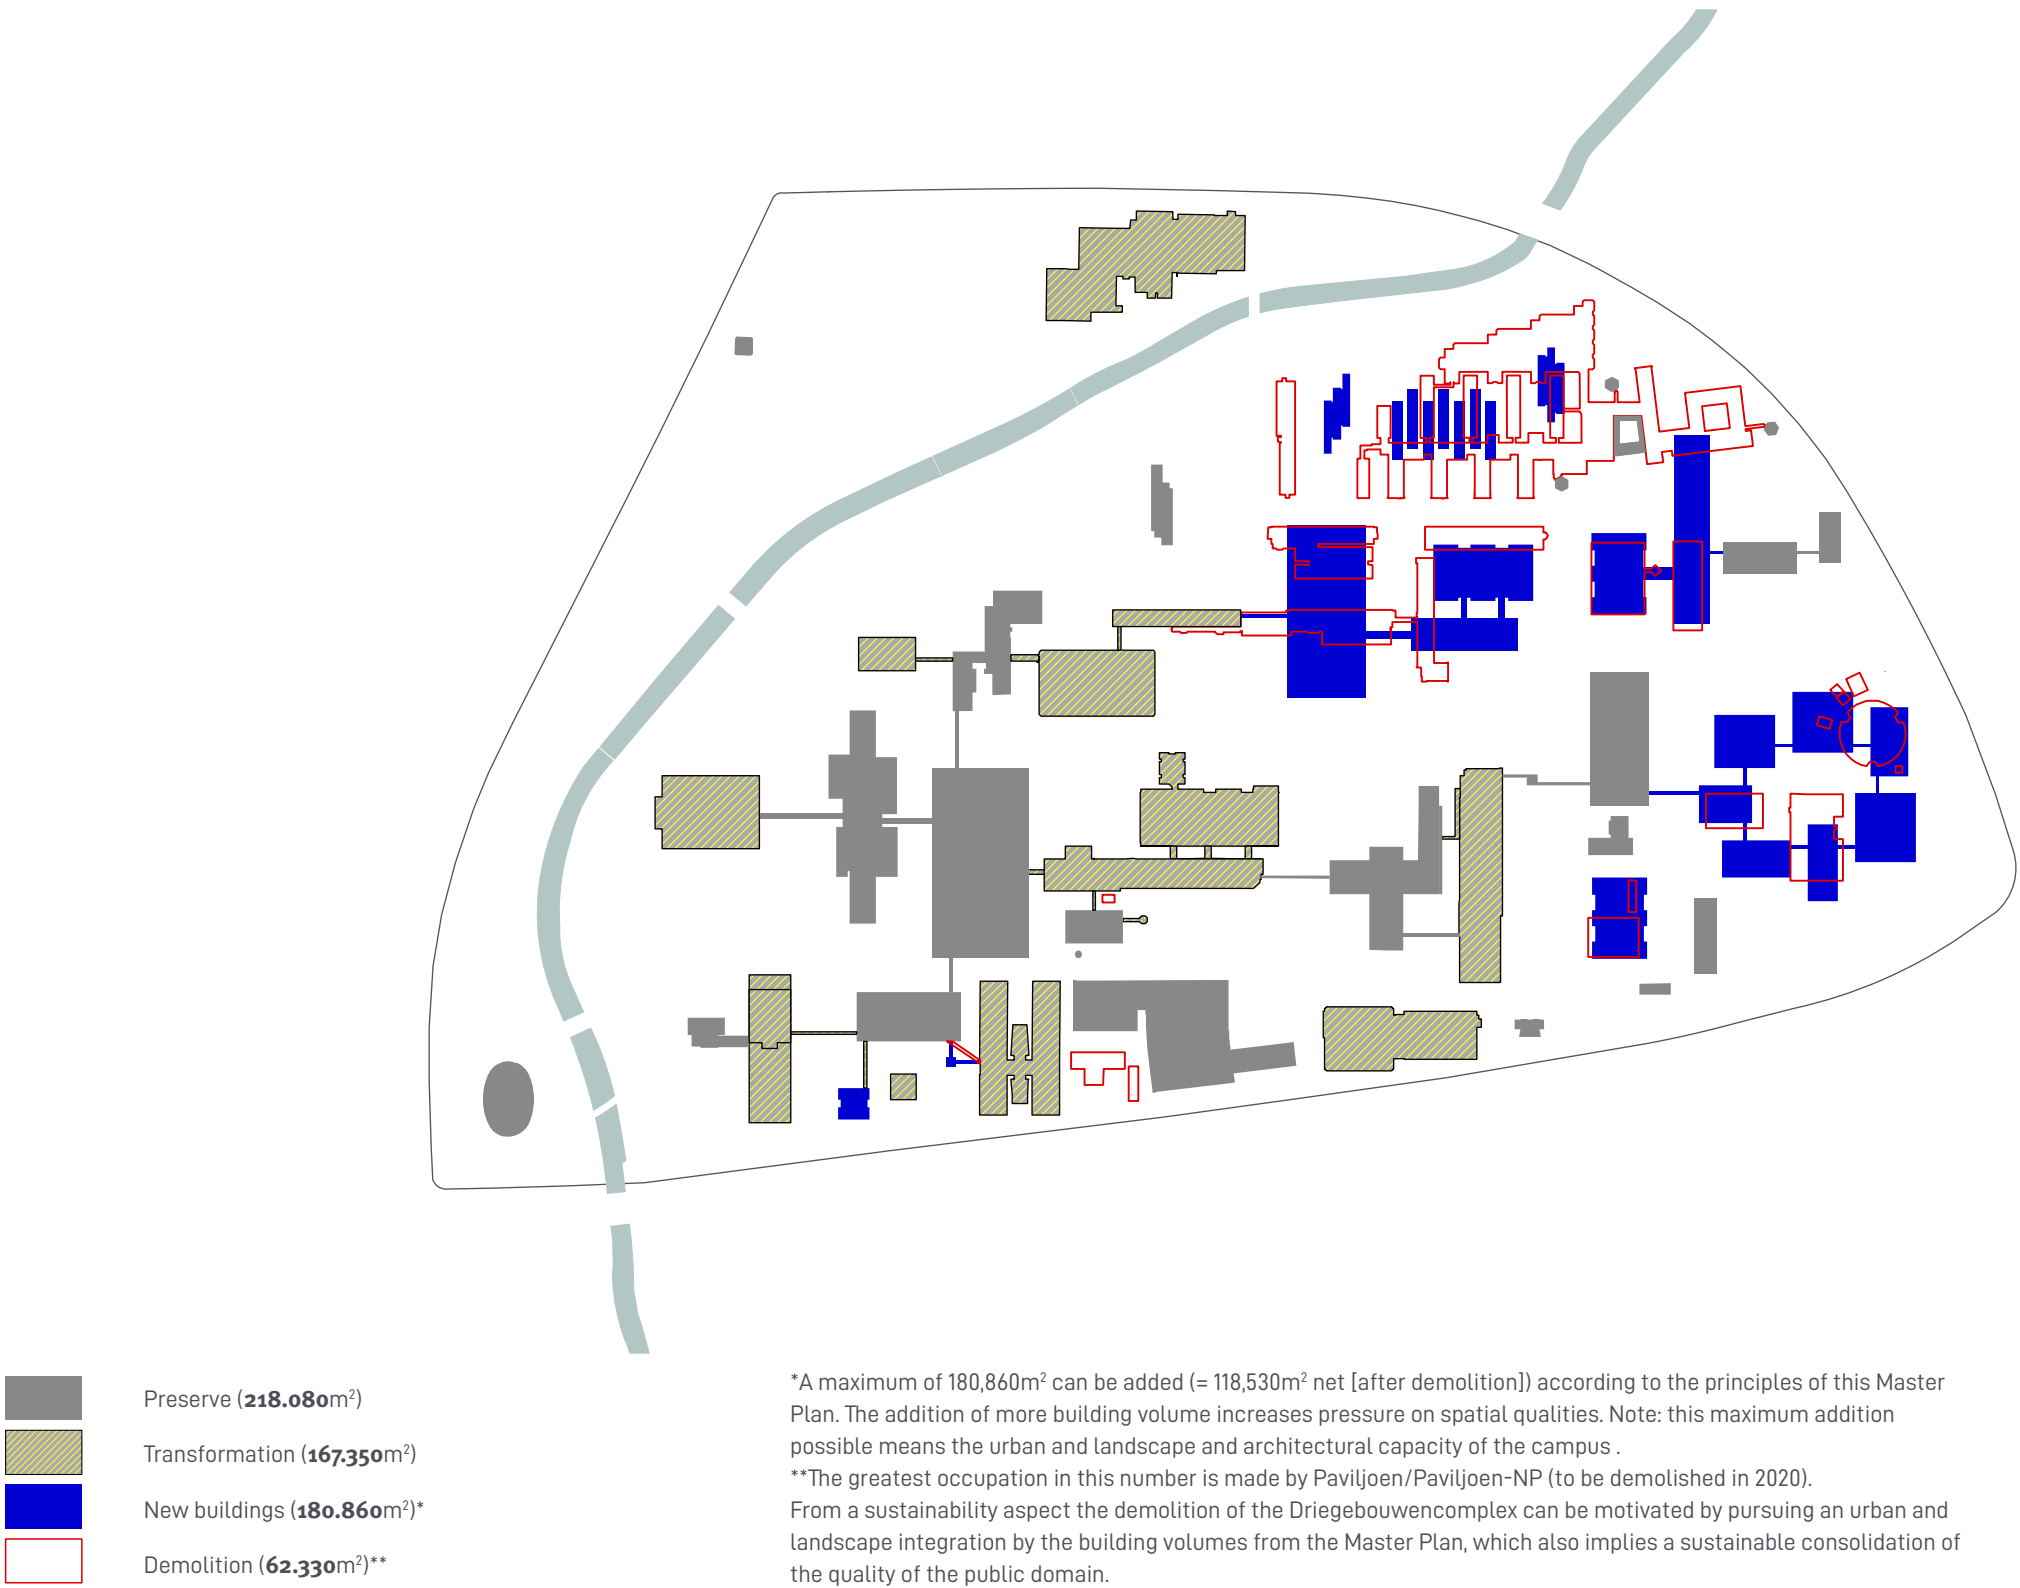 Preserve (218.080m²)
Transformation (167.350m²)
New buildings (180.860m²)*
Demolition (62.330m²)**
*A maximum of 180,860m² can be added (= 118,530m² net [after demolition]) according to the principles of this Master
Plan. The addition of more building volume increases pressure on spatial qualities. Note: this maximum addition
possible means the urban and landscape and architectural capacity of the campus .
**The greatest occupation in this number is made by Paviljoen/Paviljoen-NP (to be demolished in 2020).
From a sustainability aspect the demolition of the Driegebouwencomplex can be motivated by pursuing an urban and
landscape integration by the building volumes from the Master Plan, which also implies a sustainable consolidation of
the quality of the public domain.